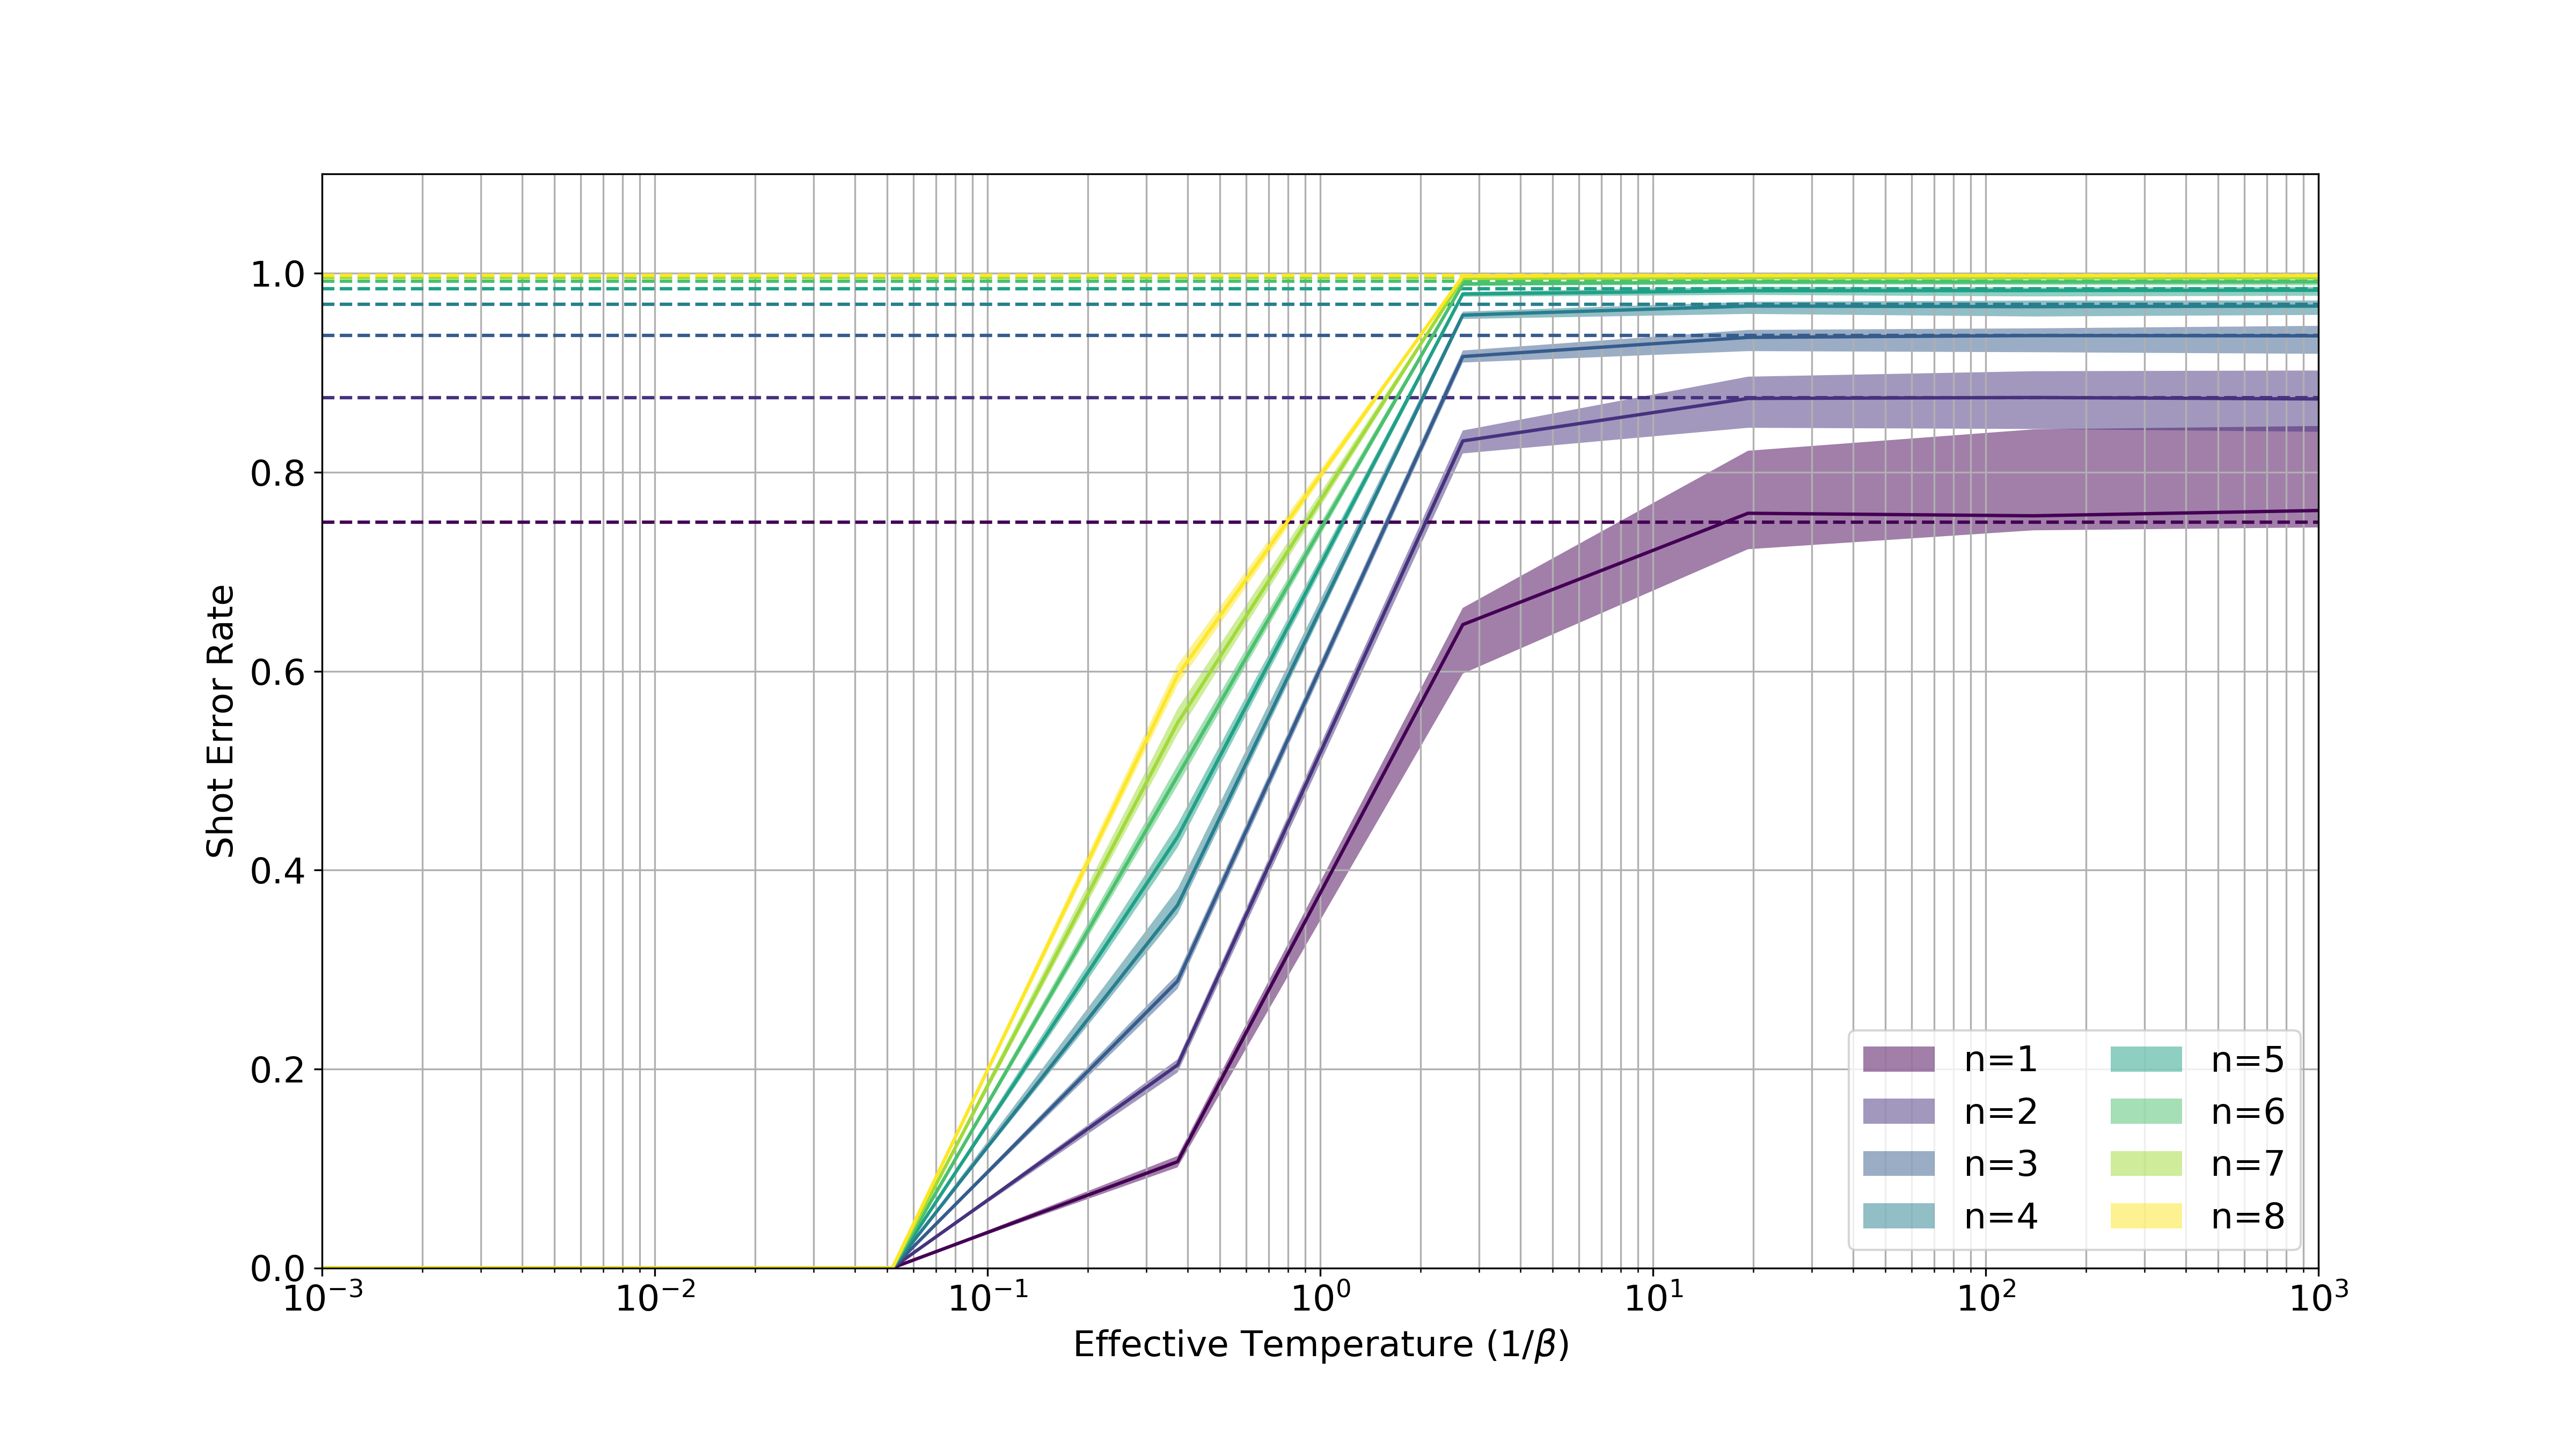 1.0
0.8
0.6
0.4
0.2
0.0
Shot Error Rate
10⁻³ 10⁻² 10⁻¹ 10⁰ 10¹ 10² 10³
Effective Temperature (1/β)
n=1 n=5
n=2 n=6
n=3 n=7
n=4 n=8